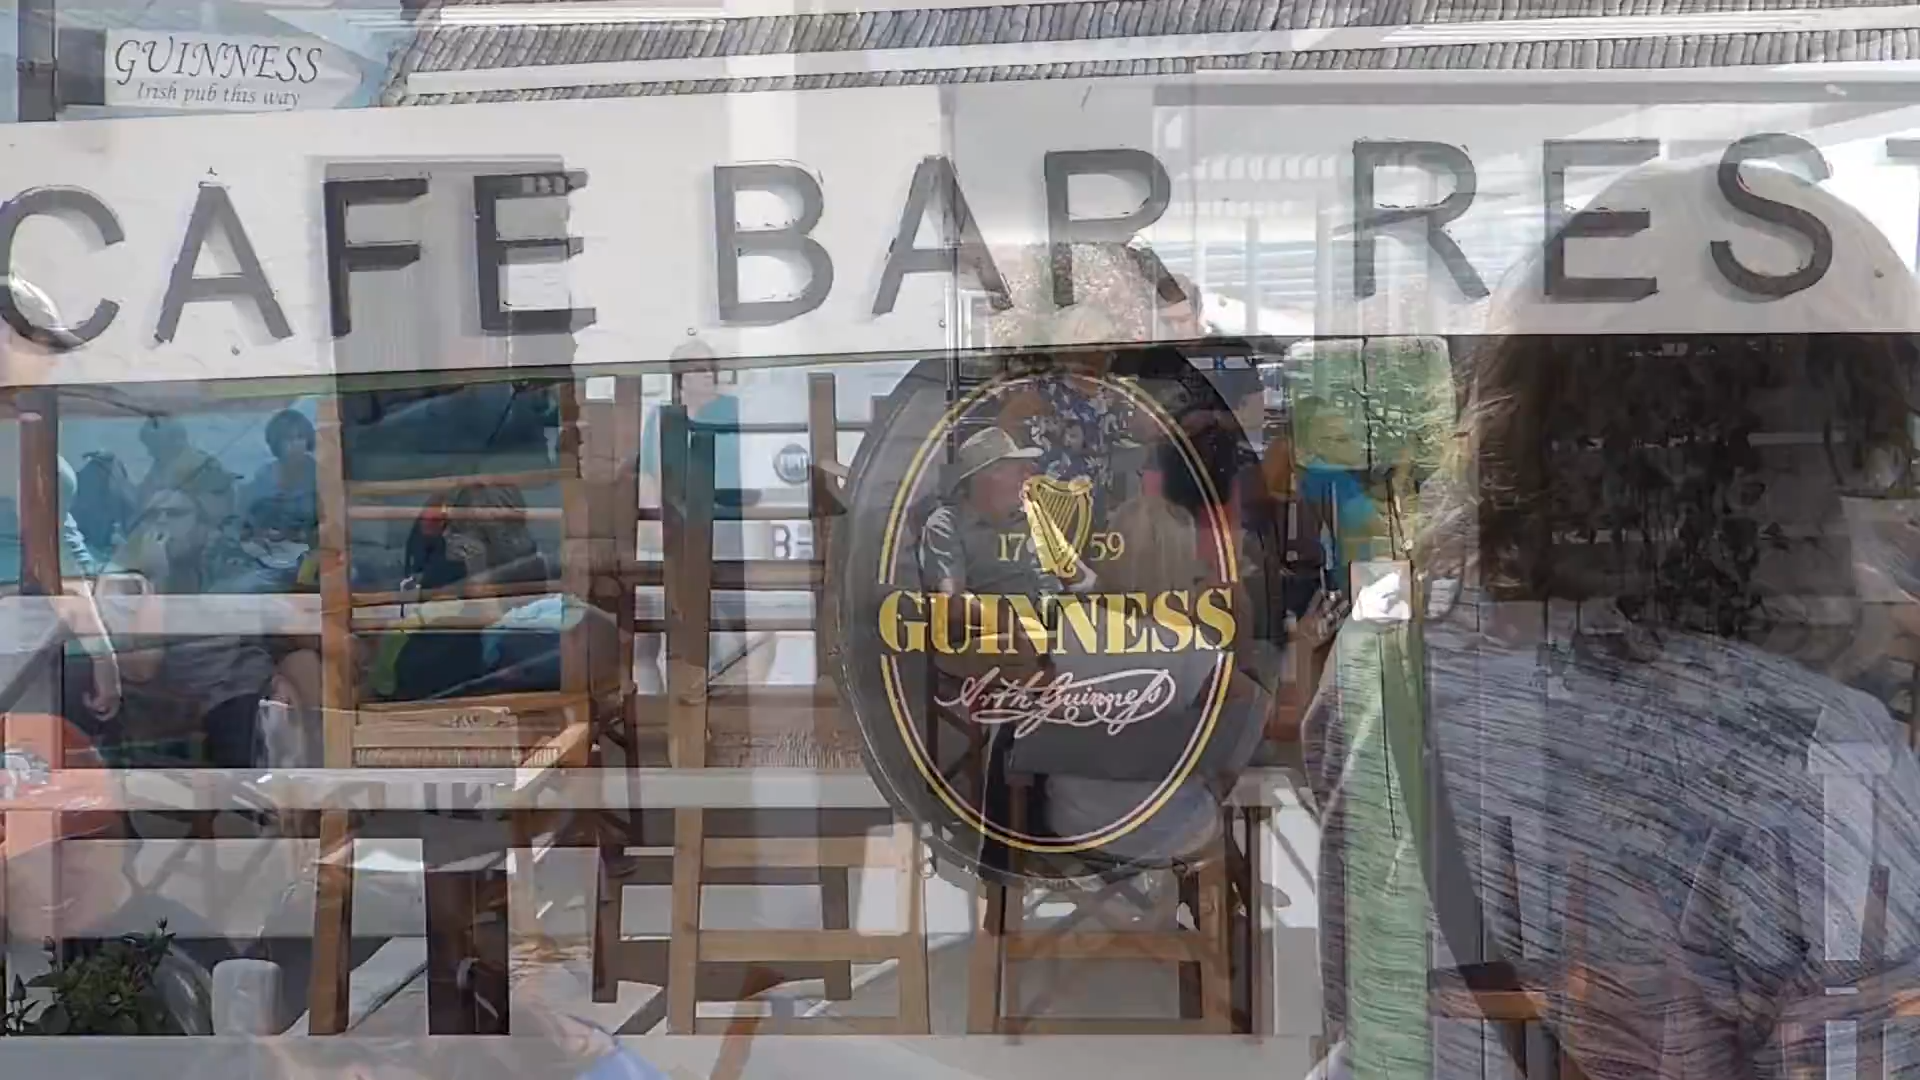 GUINNESS
Irish pub this way
CAFE BAR REST
1759
GUINNESS
Arth Guinness